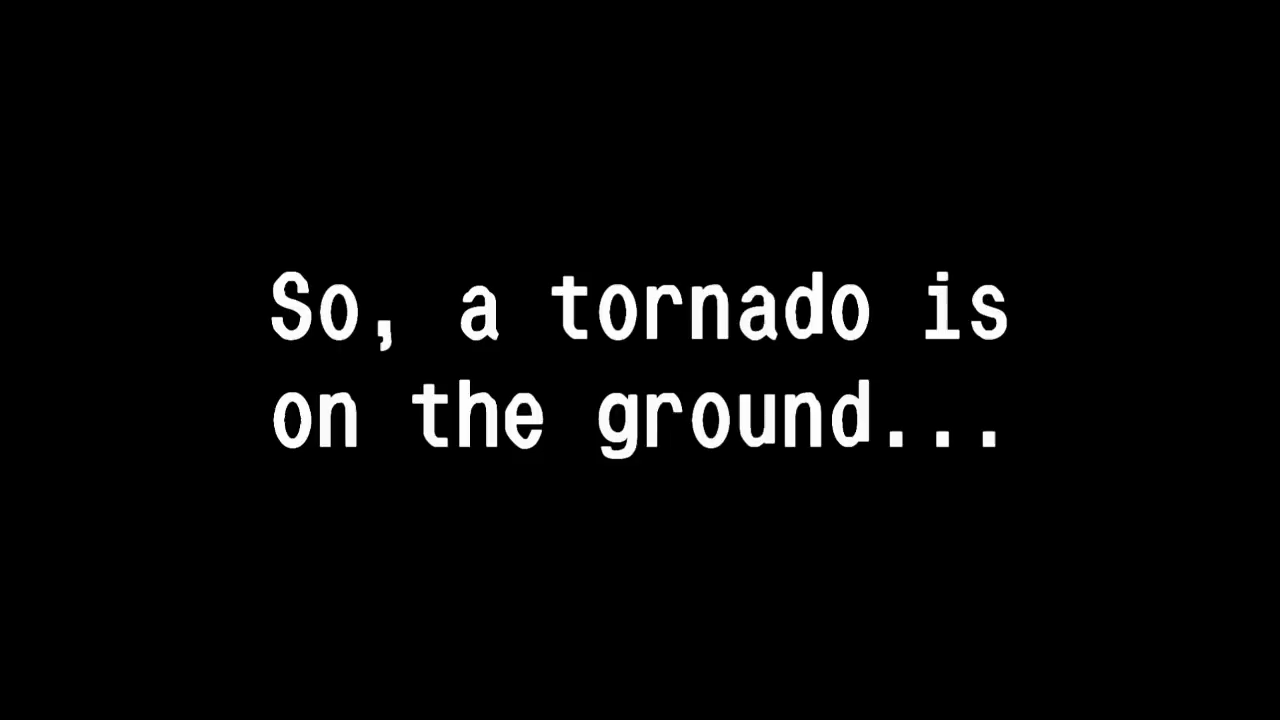 So, a tornado is
on the ground...